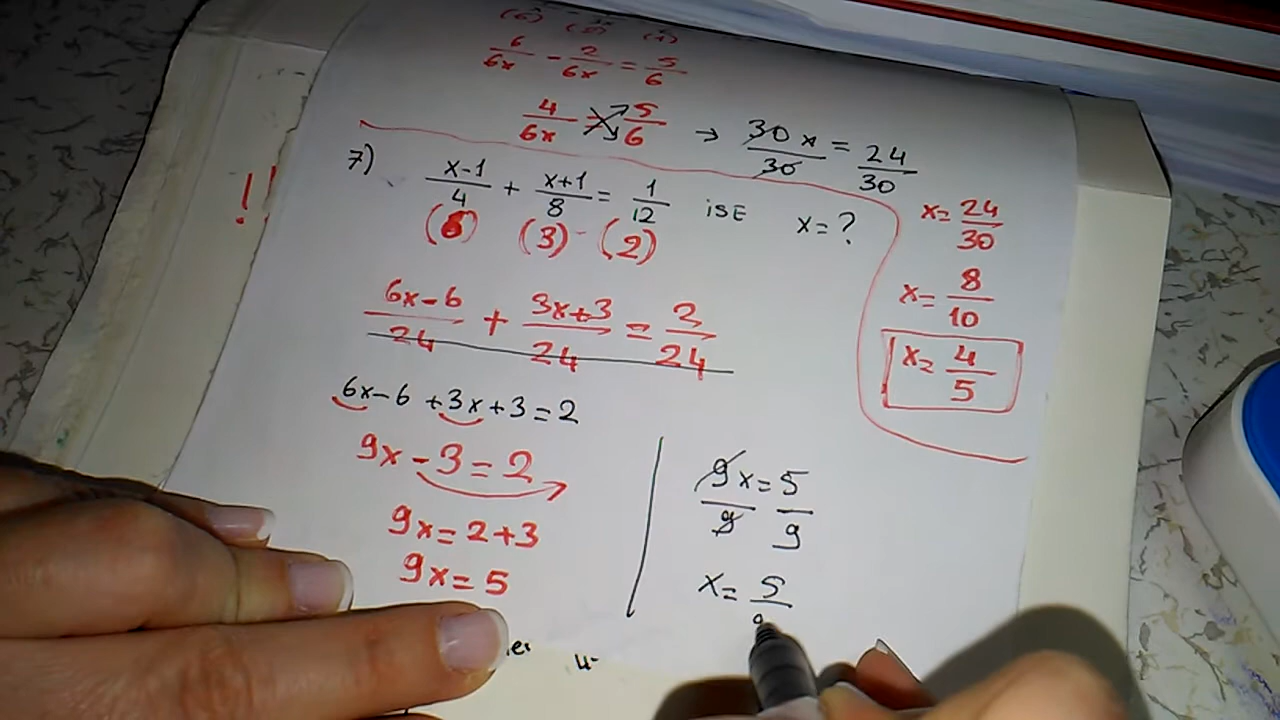 6/6x - 2/6x = 5/6
4/6x = 5/6 → 30x/30 = 24/30
x = 24/30
x = 8/10
x = 4/5
!!
7) x-1/4 + x+1/8 = 1/12 iSE x = ?
(6) (3) (2)
6x-6/24 + 3x+3/24 = 2/24
6x-6+3x+3=2
9x-3=2
9x=2+3
9x=5
9x/9 = 5/9
x = 5/9